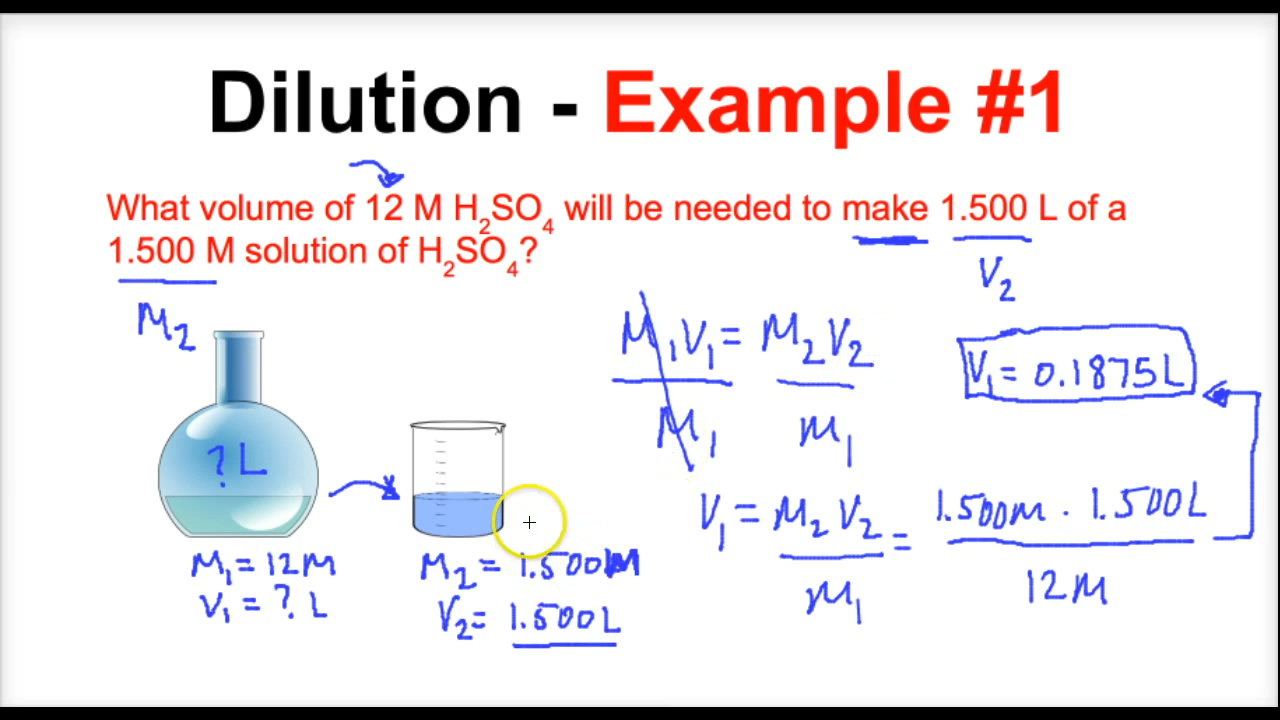 Dilution - Example #1
What volume of 12 M H₂SO₄ will be needed to make 1.500 L of a
1.500 M solution of H₂SO₄?
V₂
M₂
M₁V₁ = M₂V₂
M₁ M₁
V₁ = 0.1875L
? L
V₁ = M₂ V₂ = 1.500M · 1.500L
M₁ 12M
M₁ = 12M
V₁ = ? L
M₂ = 1.500M
V₂ = 1.500L